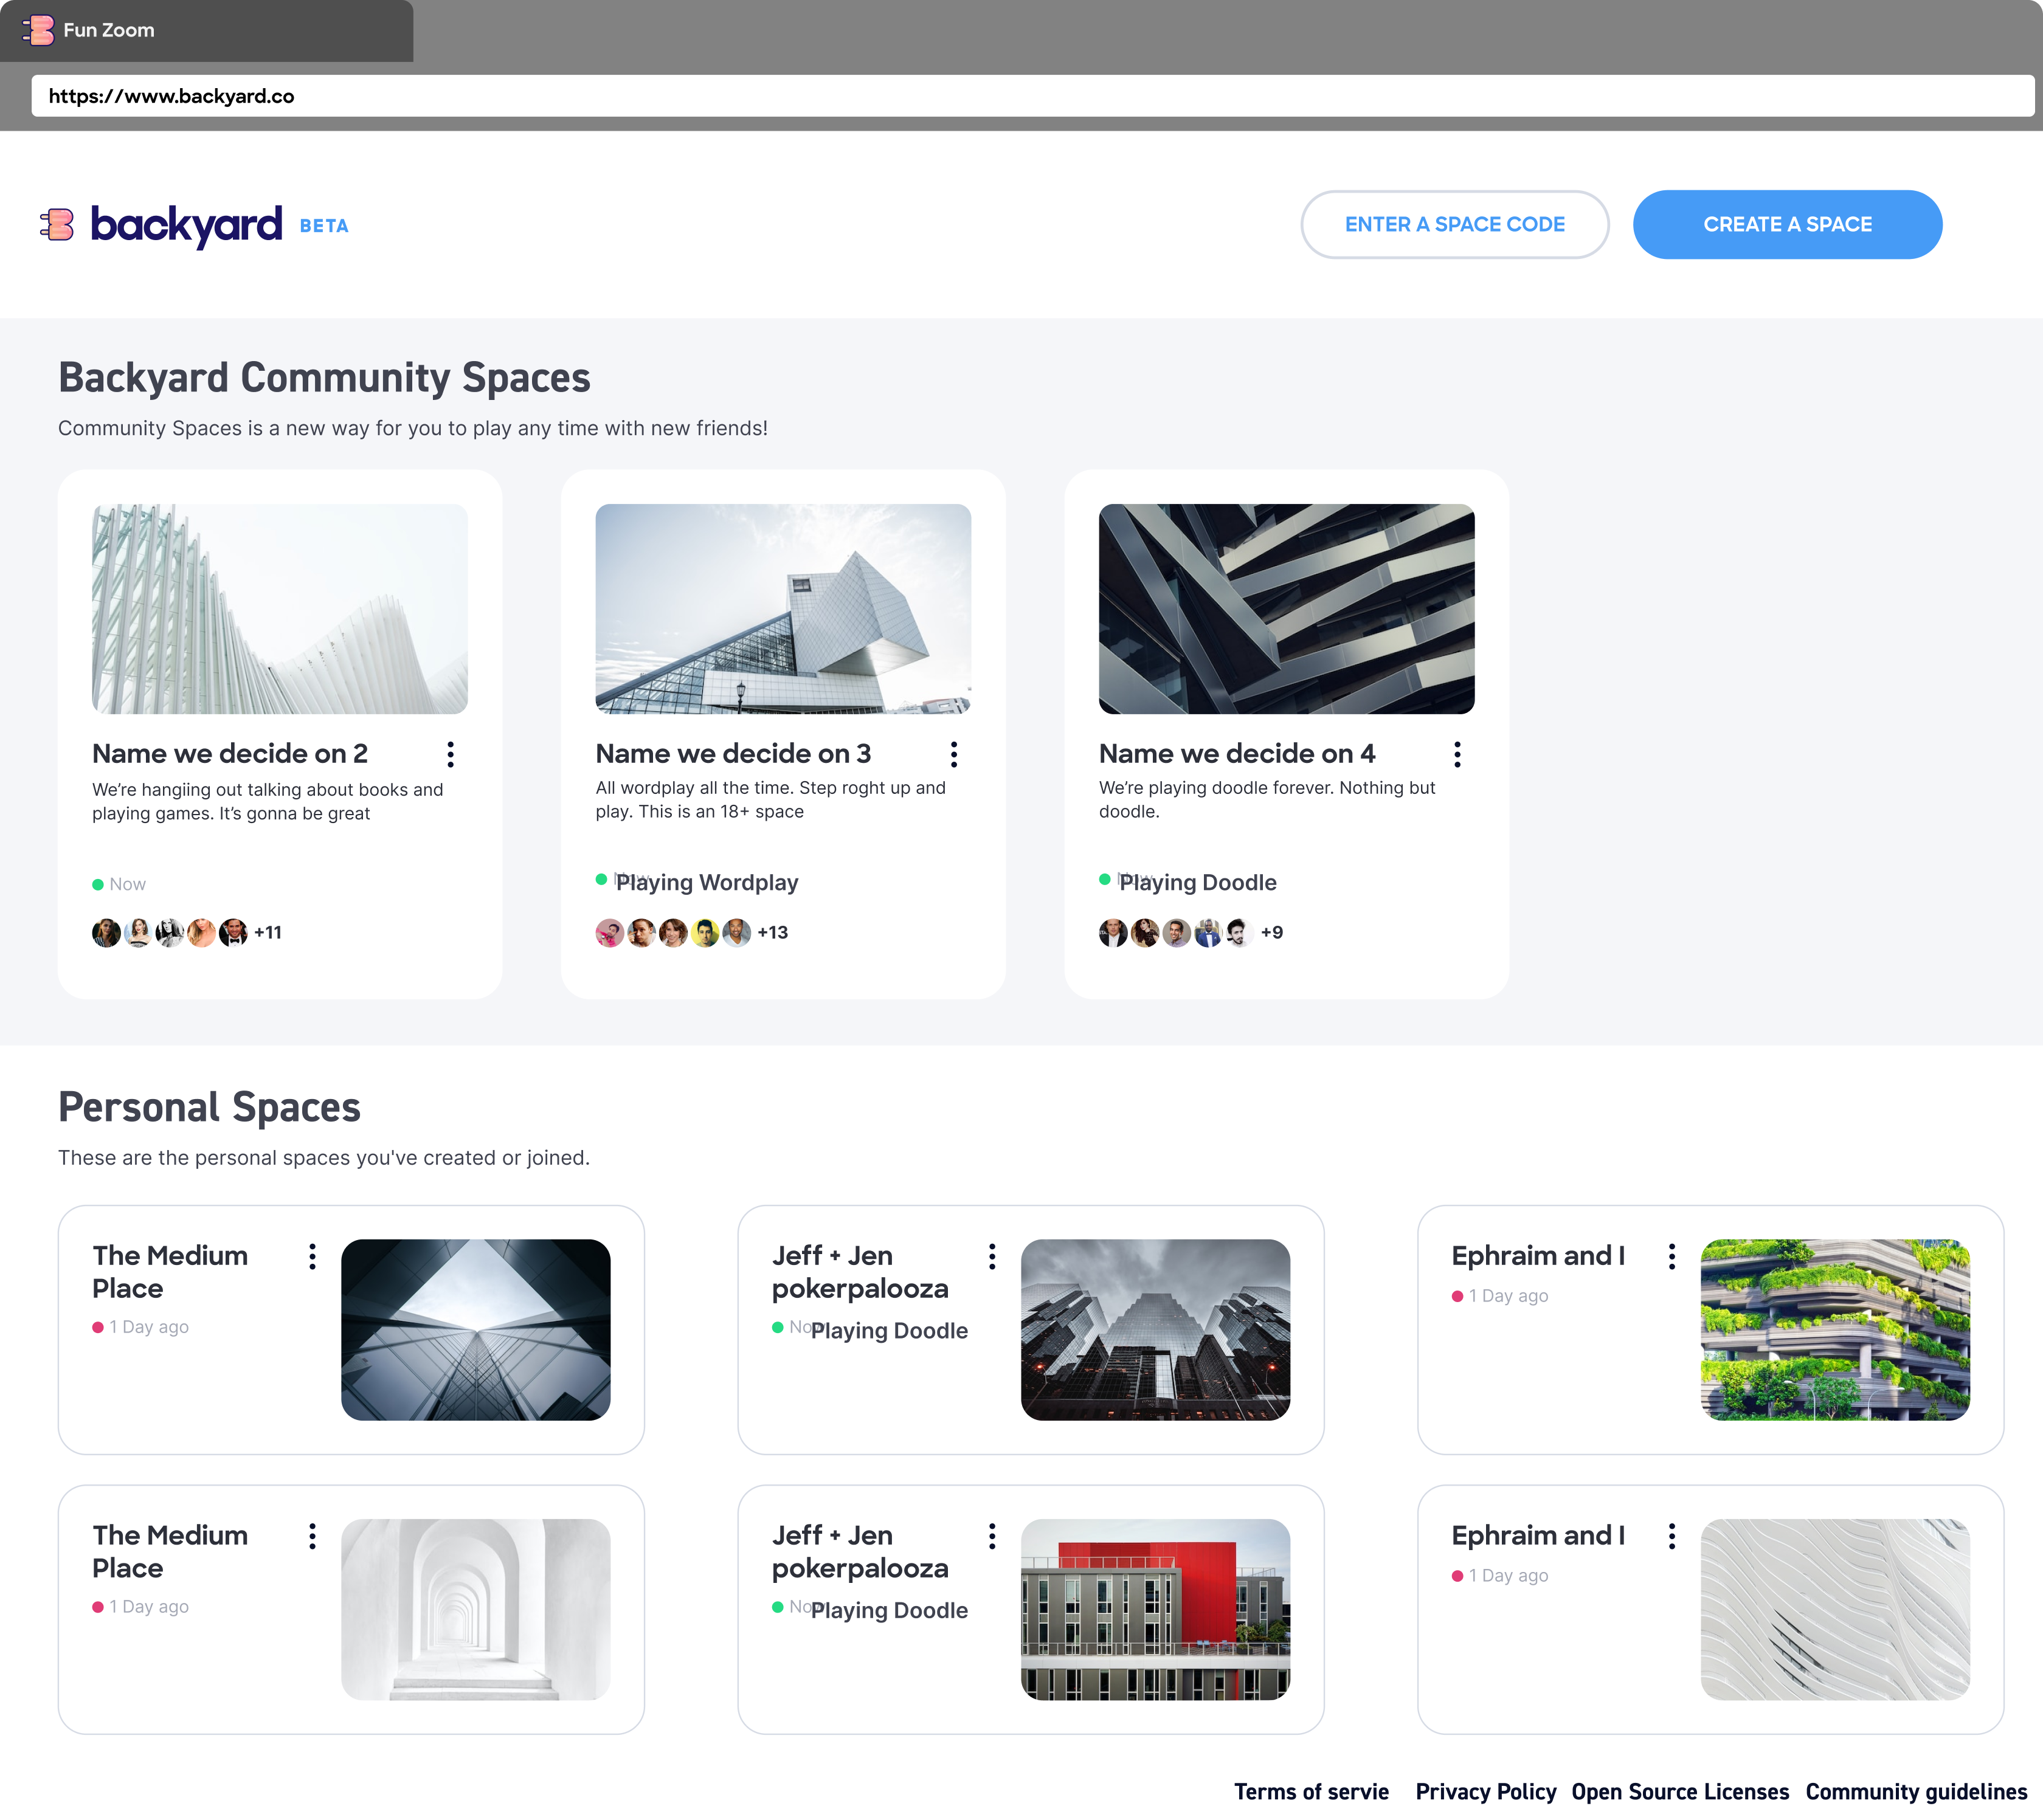 Fun Zoom
https://www.backyard.co
backyard BETA
ENTER A SPACE CODE
CREATE A SPACE
Backyard Community Spaces
Community Spaces is a new way for you to play any time with new friends!
Name we decide on 2
We're hangiing out talking about books and
playing games. It's gonna be great
Now
+11
Name we decide on 3
All wordplay all the time. Step roght up and
play. This is an 18+ space
Now
Playing Wordplay
+13
Name we decide on 4
We're playing doodle forever. Nothing but
doodle.
Now
Playing Doodle
+9
Personal Spaces
These are the personal spaces you've created or joined.
The Medium
Place
1 Day ago
Jeff + Jen
pokerpalooza
Now
Playing Doodle
Ephraim and I
1 Day ago
The Medium
Place
1 Day ago
Jeff + Jen
pokerpalooza
Now
Playing Doodle
Ephraim and I
1 Day ago
Terms of servie Privacy Policy Open Source Licenses Community guidelines